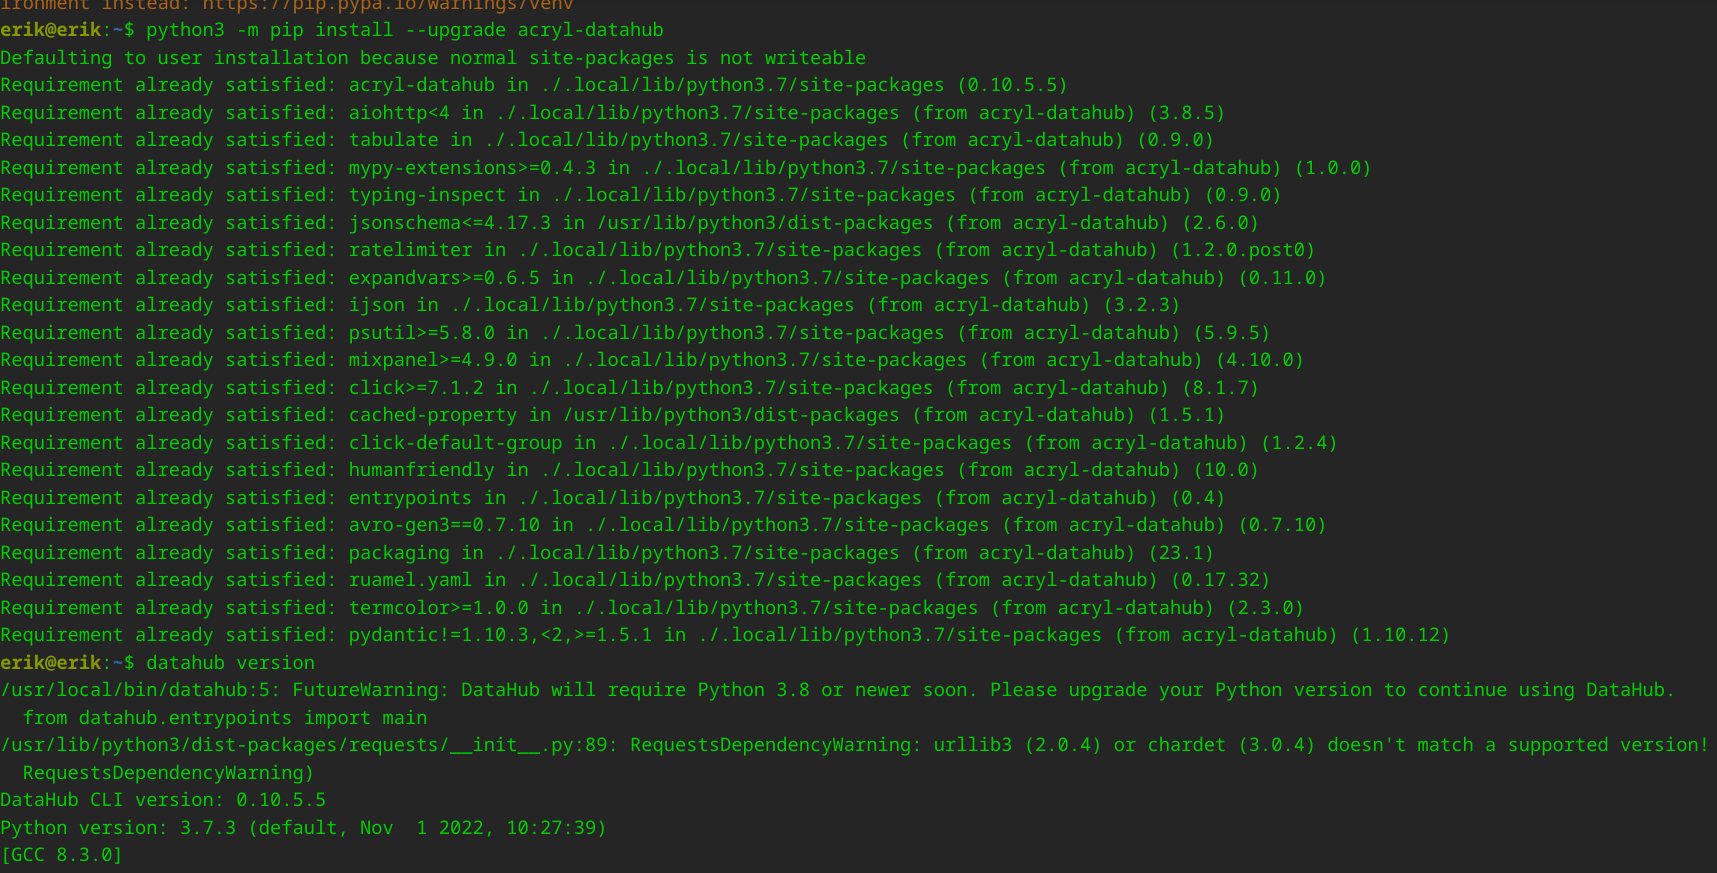 ironment instead: https://pip.pypa.io/warnings/venv
erik@erik:~$ python3 -m pip install --upgrade acryl-datahub
Defaulting to user installation because normal site-packages is not writeable
Requirement already satisfied: acryl-datahub in ./.local/lib/python3.7/site-packages (0.10.5.5)
Requirement already satisfied: aiohttp<4 in ./.local/lib/python3.7/site-packages (from acryl-datahub) (3.8.5)
Requirement already satisfied: tabulate in ./.local/lib/python3.7/site-packages (from acryl-datahub) (0.9.0)
Requirement already satisfied: mypy-extensions>=0.4.3 in ./.local/lib/python3.7/site-packages (from acryl-datahub) (1.0.0)
Requirement already satisfied: typing-inspect in ./.local/lib/python3.7/site-packages (from acryl-datahub) (0.9.0)
Requirement already satisfied: jsonschema<=4.17.3 in /usr/lib/python3/dist-packages (from acryl-datahub) (2.6.0)
Requirement already satisfied: ratelimiter in ./.local/lib/python3.7/site-packages (from acryl-datahub) (1.2.0.post0)
Requirement already satisfied: expandvars>=0.6.5 in ./.local/lib/python3.7/site-packages (from acryl-datahub) (0.11.0)
Requirement already satisfied: ijson in ./.local/lib/python3.7/site-packages (from acryl-datahub) (3.2.3)
Requirement already satisfied: psutil>=5.8.0 in ./.local/lib/python3.7/site-packages (from acryl-datahub) (5.9.5)
Requirement already satisfied: mixpanel>=4.9.0 in ./.local/lib/python3.7/site-packages (from acryl-datahub) (4.10.0)
Requirement already satisfied: click>=7.1.2 in ./.local/lib/python3.7/site-packages (from acryl-datahub) (8.1.7)
Requirement already satisfied: cached-property in /usr/lib/python3/dist-packages (from acryl-datahub) (1.5.1)
Requirement already satisfied: click-default-group in ./.local/lib/python3.7/site-packages (from acryl-datahub) (1.2.4)
Requirement already satisfied: humanfriendly in ./.local/lib/python3.7/site-packages (from acryl-datahub) (10.0)
Requirement already satisfied: entrypoints in ./.local/lib/python3.7/site-packages (from acryl-datahub) (0.4)
Requirement already satisfied: avro-gen3==0.7.10 in ./.local/lib/python3.7/site-packages (from acryl-datahub) (0.7.10)
Requirement already satisfied: packaging in ./.local/lib/python3.7/site-packages (from acryl-datahub) (23.1)
Requirement already satisfied: ruamel.yaml in ./.local/lib/python3.7/site-packages (from acryl-datahub) (0.17.32)
Requirement already satisfied: termcolor>=1.0.0 in ./.local/lib/python3.7/site-packages (from acryl-datahub) (2.3.0)
Requirement already satisfied: pydantic!=1.10.3,<2,>=1.5.1 in ./.local/lib/python3.7/site-packages (from acryl-datahub) (1.10.12)
erik@erik:~$ datahub version
/usr/local/bin/datahub:5: FutureWarning: DataHub will require Python 3.8 or newer soon. Please upgrade your Python version to continue using DataHub.
  from datahub.entrypoints import main
/usr/lib/python3/dist-packages/requests/__init__.py:89: RequestsDependencyWarning: urllib3 (2.0.4) or chardet (3.0.4) doesn't match a supported version!
  RequestsDependencyWarning)
DataHub CLI version: 0.10.5.5
Python version: 3.7.3 (default, Nov  1 2022, 10:27:39)
[GCC 8.3.0]